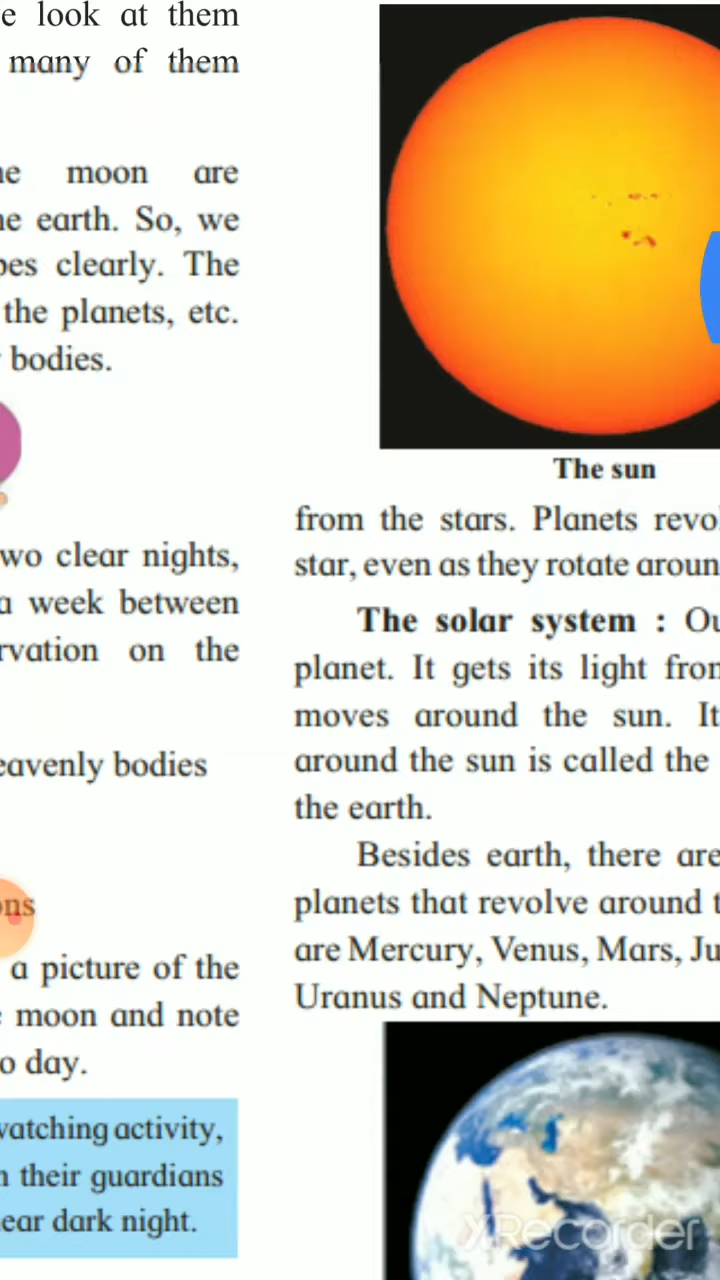 e look at them
many of them
moon are
he earth. So, we
pes clearly. The
the planets, etc.
bodies.
wo clear nights,
a week between
rvation on the
eavenly bodies
ons
a picture of the
moon and note
o day.
watching activity,
their guardians
ear dark night.
The sun
from the stars. Planets revol
star, even as they rotate aroun
The solar system : Ou
planet. It gets its light from
moves around the sun. It
around the sun is called the
the earth.
Besides earth, there are
planets that revolve around t
are Mercury, Venus, Mars, Ju
Uranus and Neptune.
XRecorder